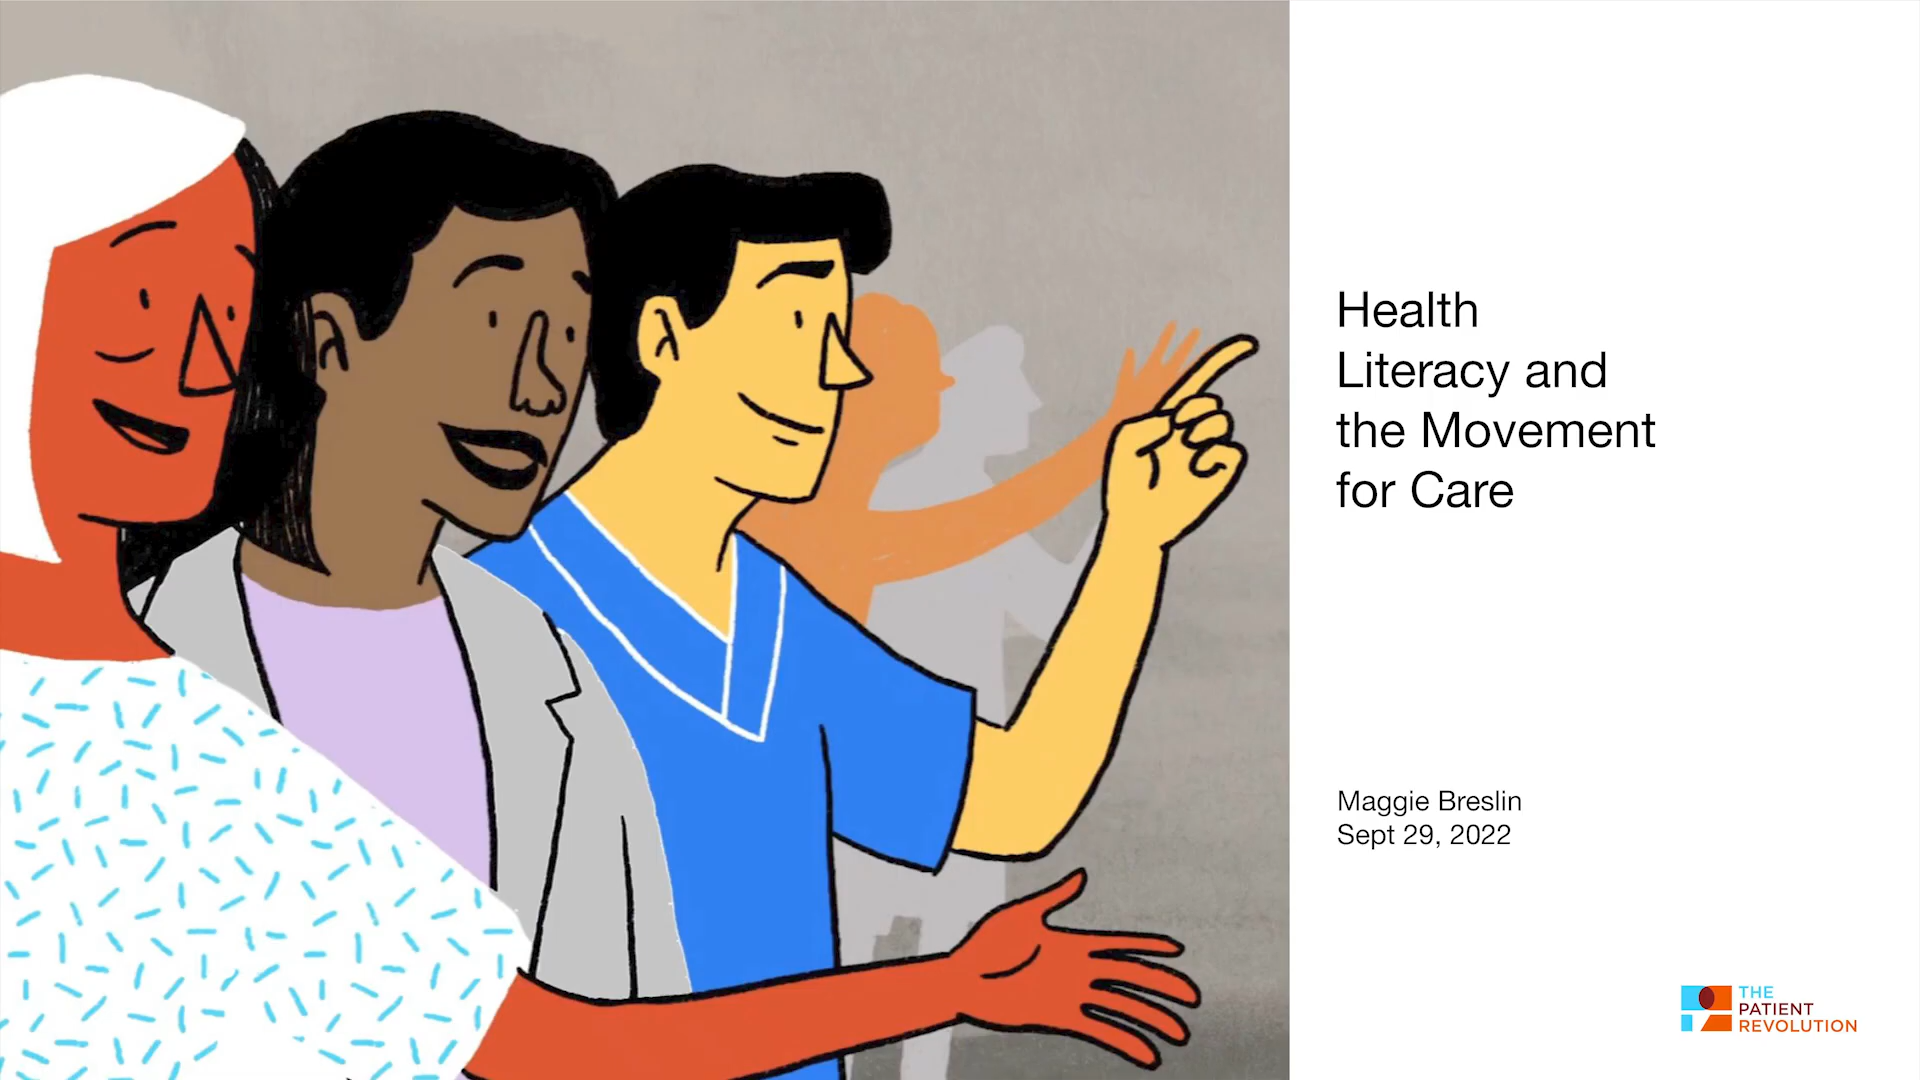 Health
Literacy and
the Movement
for Care
Maggie Breslin
Sept 29, 2022
THE
PATIENT
REVOLUTION